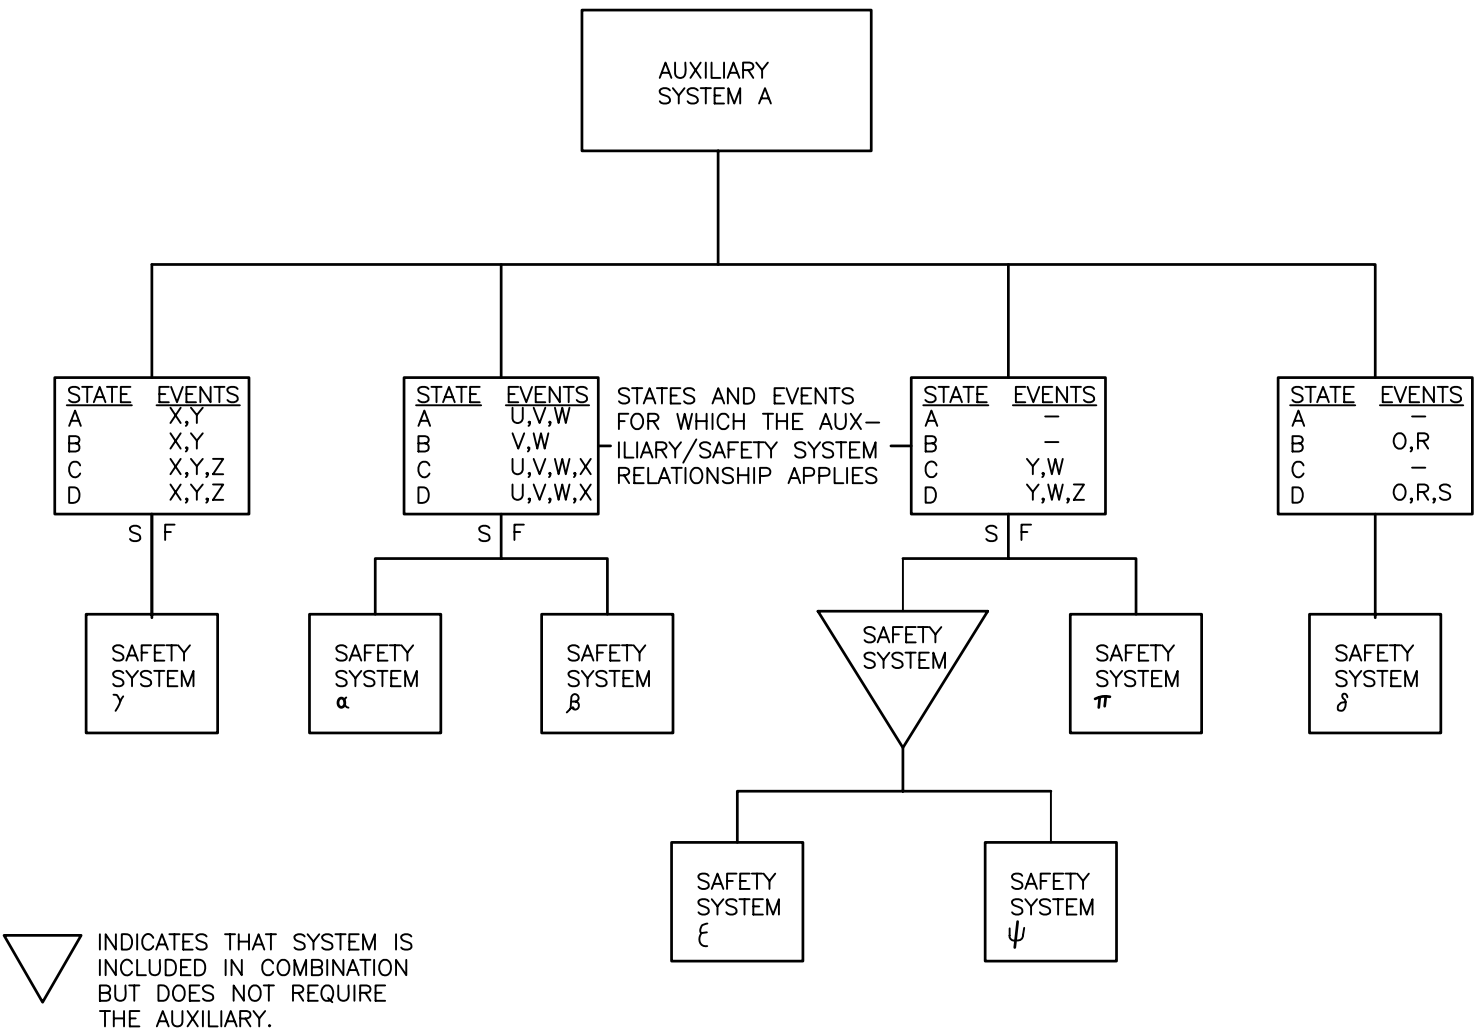 AUXILIARY
SYSTEM A
STATE EVENTS
A X,Y
B X,Y
C X,Y,Z
D X,Y,Z
S F
STATE EVENTS
A U,V,W
B V,W
C U,V,W,X
D U,V,W,X
S F
STATES AND EVENTS
FOR WHICH THE AUX-
ILIARY/SAFETY SYSTEM
RELATIONSHIP APPLIES
STATE EVENTS
A –
B –
C Y,W
D Y,W,Z
S F
STATE EVENTS
A –
B O,R
C –
D O,R,S
SAFETY
SYSTEM
γ
SAFETY
SYSTEM
α
SAFETY
SYSTEM
β
SAFETY
SYSTEM
SAFETY
SYSTEM
π
SAFETY
SYSTEM
δ
SAFETY
SYSTEM
ξ
SAFETY
SYSTEM
ψ
INDICATES THAT SYSTEM IS
INCLUDED IN COMBINATION
BUT DOES NOT REQUIRE
THE AUXILIARY.